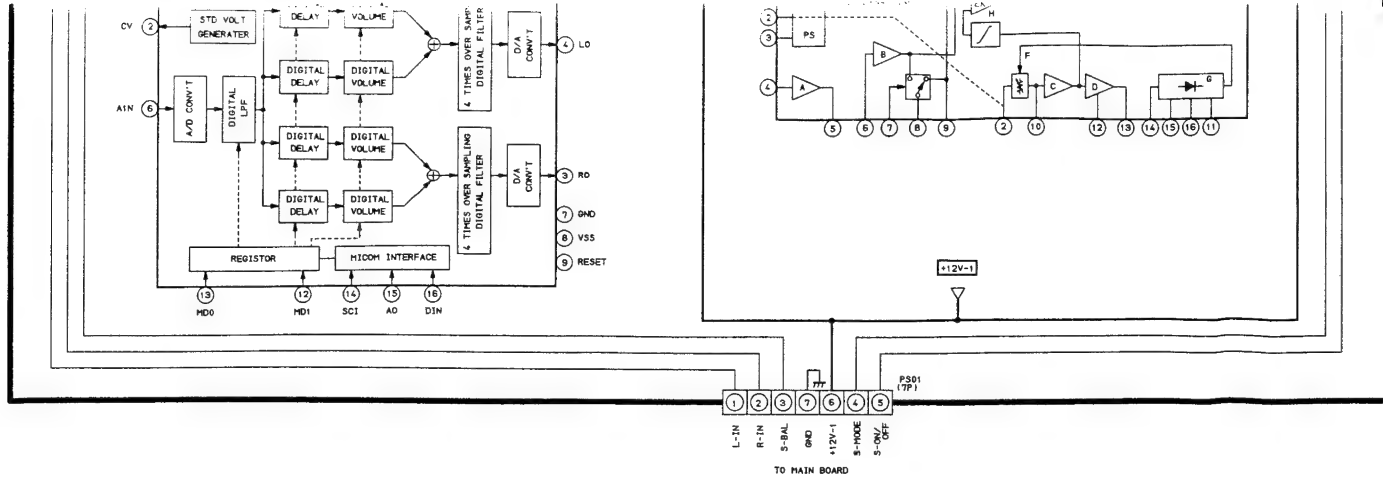 DELAY
VOLUME
CV 2
STD VOLT
GENERATER
4 TIMES OVER SAMPLING
DIGITAL FILTER
D/A
CONV'T
4 LO
DIGITAL
DELAY
DIGITAL
VOLUME
A1N 6
A/D CONV'T
DIGITAL
LPF
DIGITAL
DELAY
DIGITAL
VOLUME
4 TIMES OVER SAMPLING
DIGITAL FILTER
D/A
CONV'T
3 RO
DIGITAL
DELAY
DIGITAL
VOLUME
7 GND
8 VSS
9 RESET
REGISTOR
MICOM INTERFACE
13 12 14 15 16
MD0 MD1 SCI AO DIN
2
3 PS
H
B
F
4 A
C D
G
5 6 7 8 9 2 10 12 13 14 15 16 11
+12V-1
PS01
(7P)
1 2 3 7 6 4 5
L-IN
R-IN
S-BAL
GND
+12V-1
S-MODE
S-ON/
OFF
TO MAIN BOARD